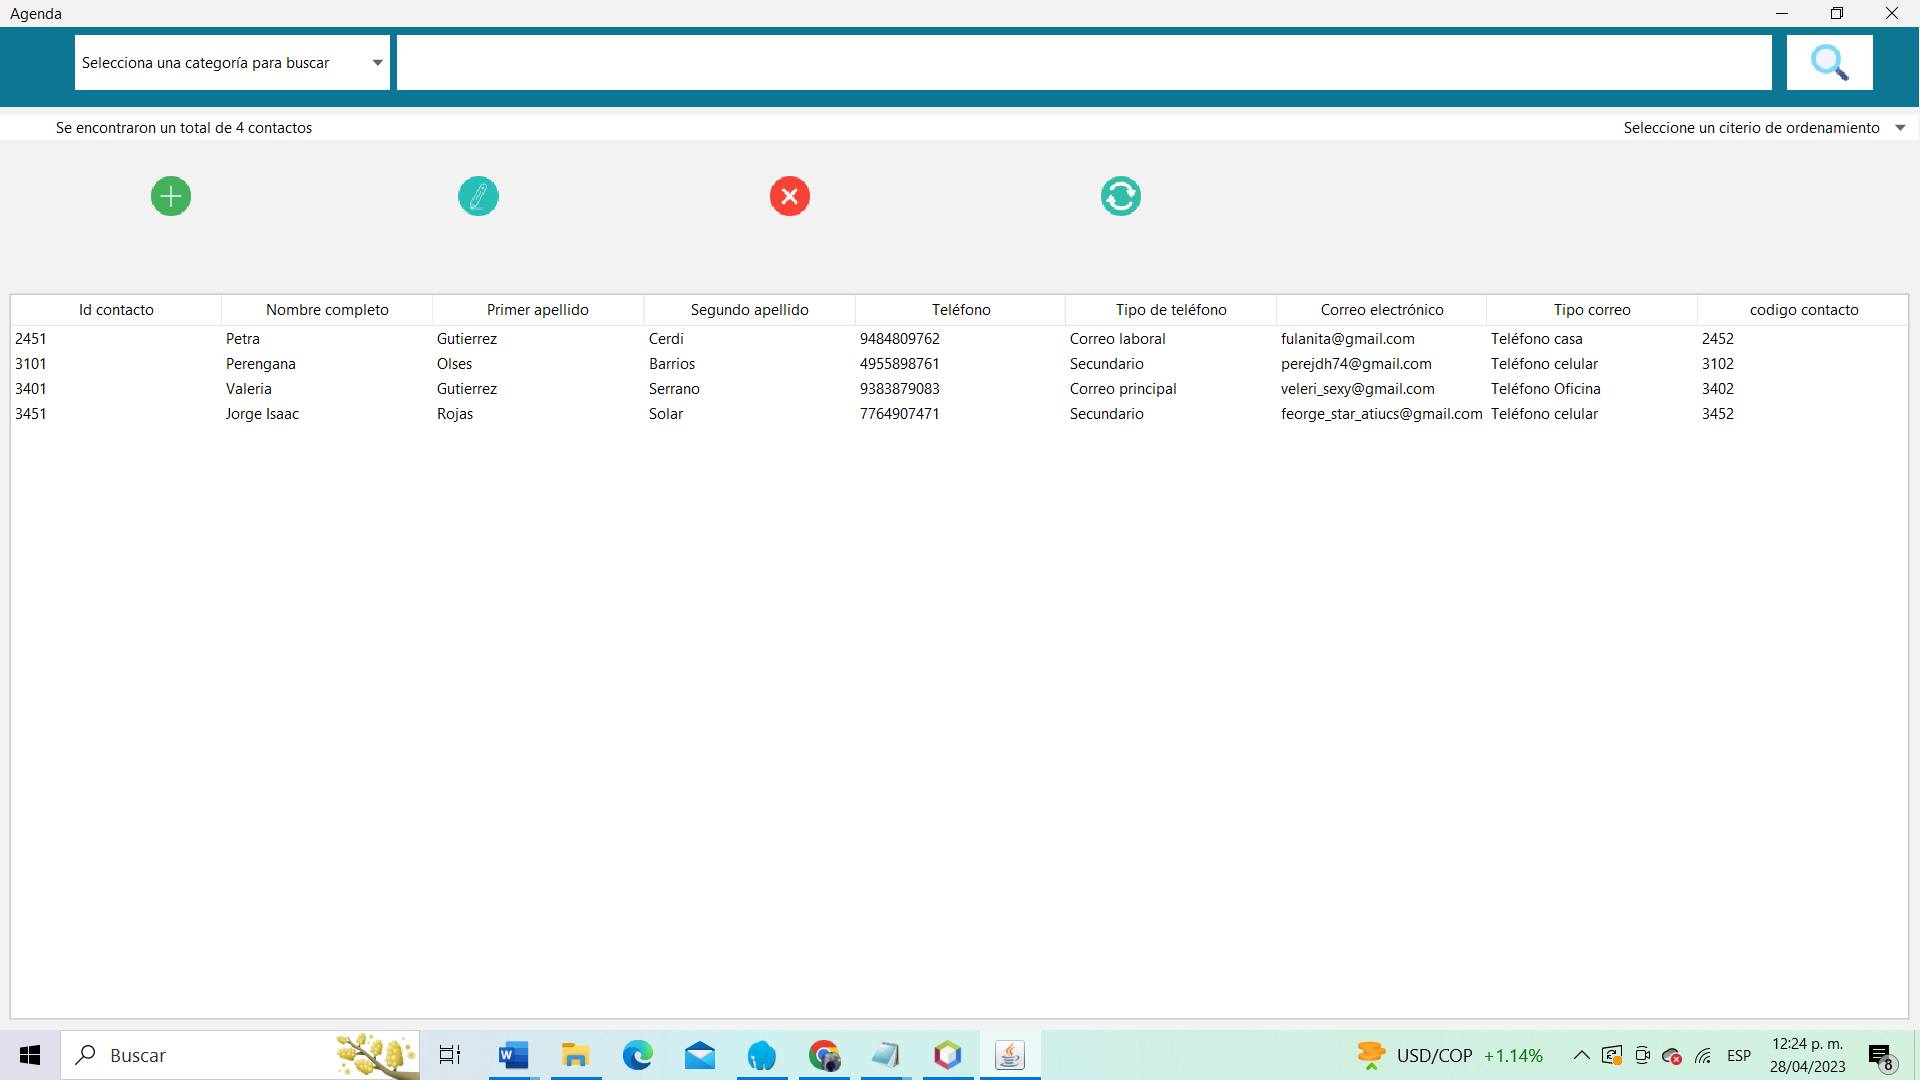 Agenda
Selecciona una categoría para buscar
Se encontraron un total de 4 contactos Seleccione un citerio de ordenamiento
Id contacto Nombre completo Primer apellido Segundo apellido Teléfono Tipo de teléfono Correo electrónico Tipo correo codigo contacto
2451 Petra Gutierrez Cerdi 9484809762 Correo laboral fulanita@gmail.com Teléfono casa 2452
3101 Perengana Olses Barrios 4955898761 Secundario perejdh74@gmail.com Teléfono celular 3102
3401 Valeria Gutierrez Serrano 9383879083 Correo principal veleri_sexy@gmail.com Teléfono Oficina 3402
3451 Jorge Isaac Rojas Solar 7764907471 Secundario feorge_star_atiucs@gmail.com Teléfono celular 3452
Buscar USD/COP +1.14% ESP 12:24 p. m.
28/04/2023 8